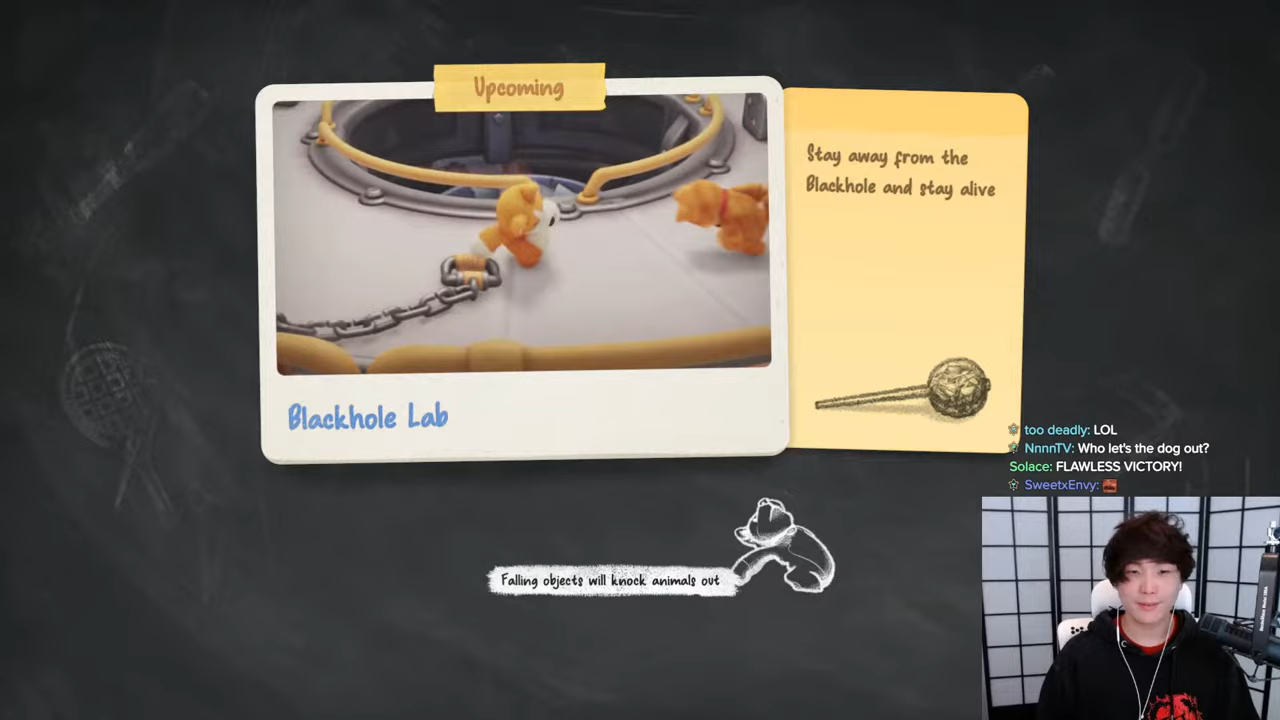 Upcoming
Stay away from the
Blackhole and stay alive
Blackhole Lab
too deadly: LOL
NnnnTV: Who let's the dog out?
Solace: FLAWLESS VICTORY!
SweetxEnvy:
Falling objects will knock animals out